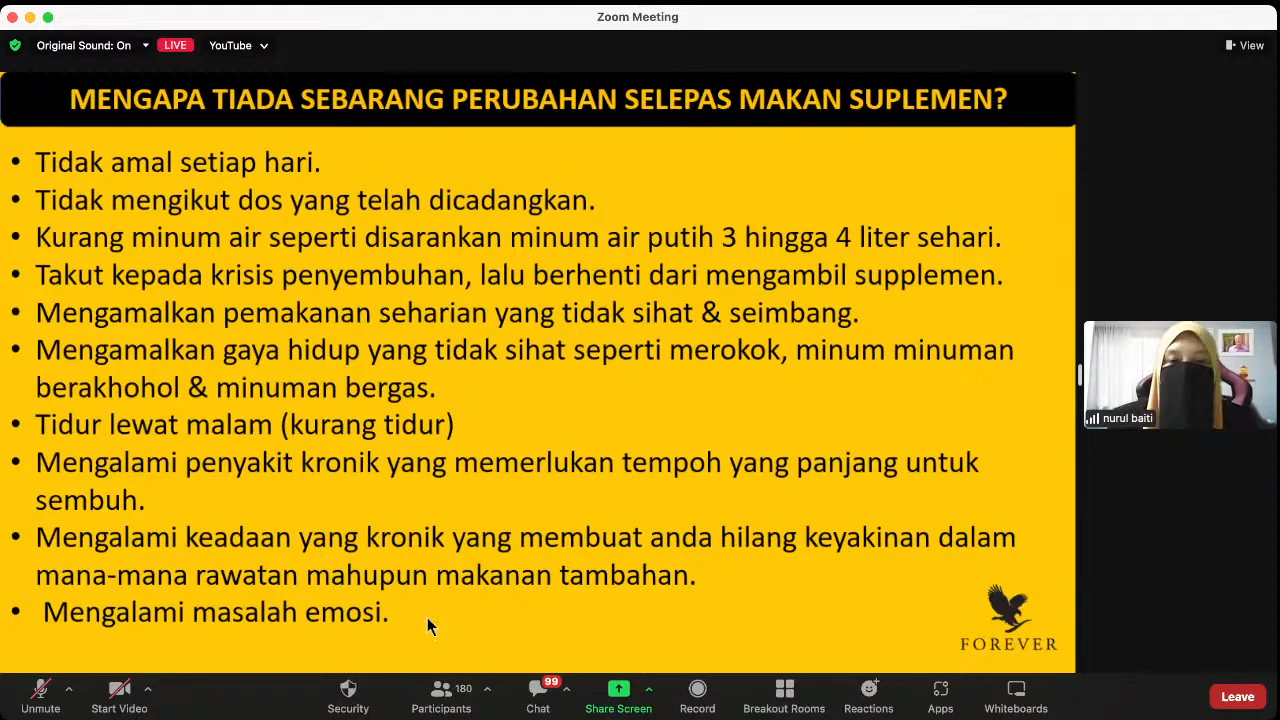 Zoom Meeting
Original Sound: On
LIVE
YouTube
View
MENGAPA TIADA SEBARANG PERUBAHAN SELEPAS MAKAN SUPLEMEN?
• Tidak amal setiap hari.
• Tidak mengikut dos yang telah dicadangkan.
• Kurang minum air seperti disarankan minum air putih 3 hingga 4 liter sehari.
• Takut kepada krisis penyembuhan, lalu berhenti dari mengambil supplemen.
• Mengamalkan pemakanan seharian yang tidak sihat & seimbang.
• Mengamalkan gaya hidup yang tidak sihat seperti merokok, minum minuman
berakhohol & minuman bergas.
• Tidur lewat malam (kurang tidur)
• Mengalami penyakit kronik yang memerlukan tempoh yang panjang untuk
sembuh.
• Mengalami keadaan yang kronik yang membuat anda hilang keyakinan dalam
mana-mana rawatan mahupun makanan tambahan.
• Mengalami masalah emosi.
FOREVER
nurul baiti
Unmute
Start Video
Security
180
Participants
99
Chat
Share Screen
Record
Breakout Rooms
Reactions
Apps
Whiteboards
Leave